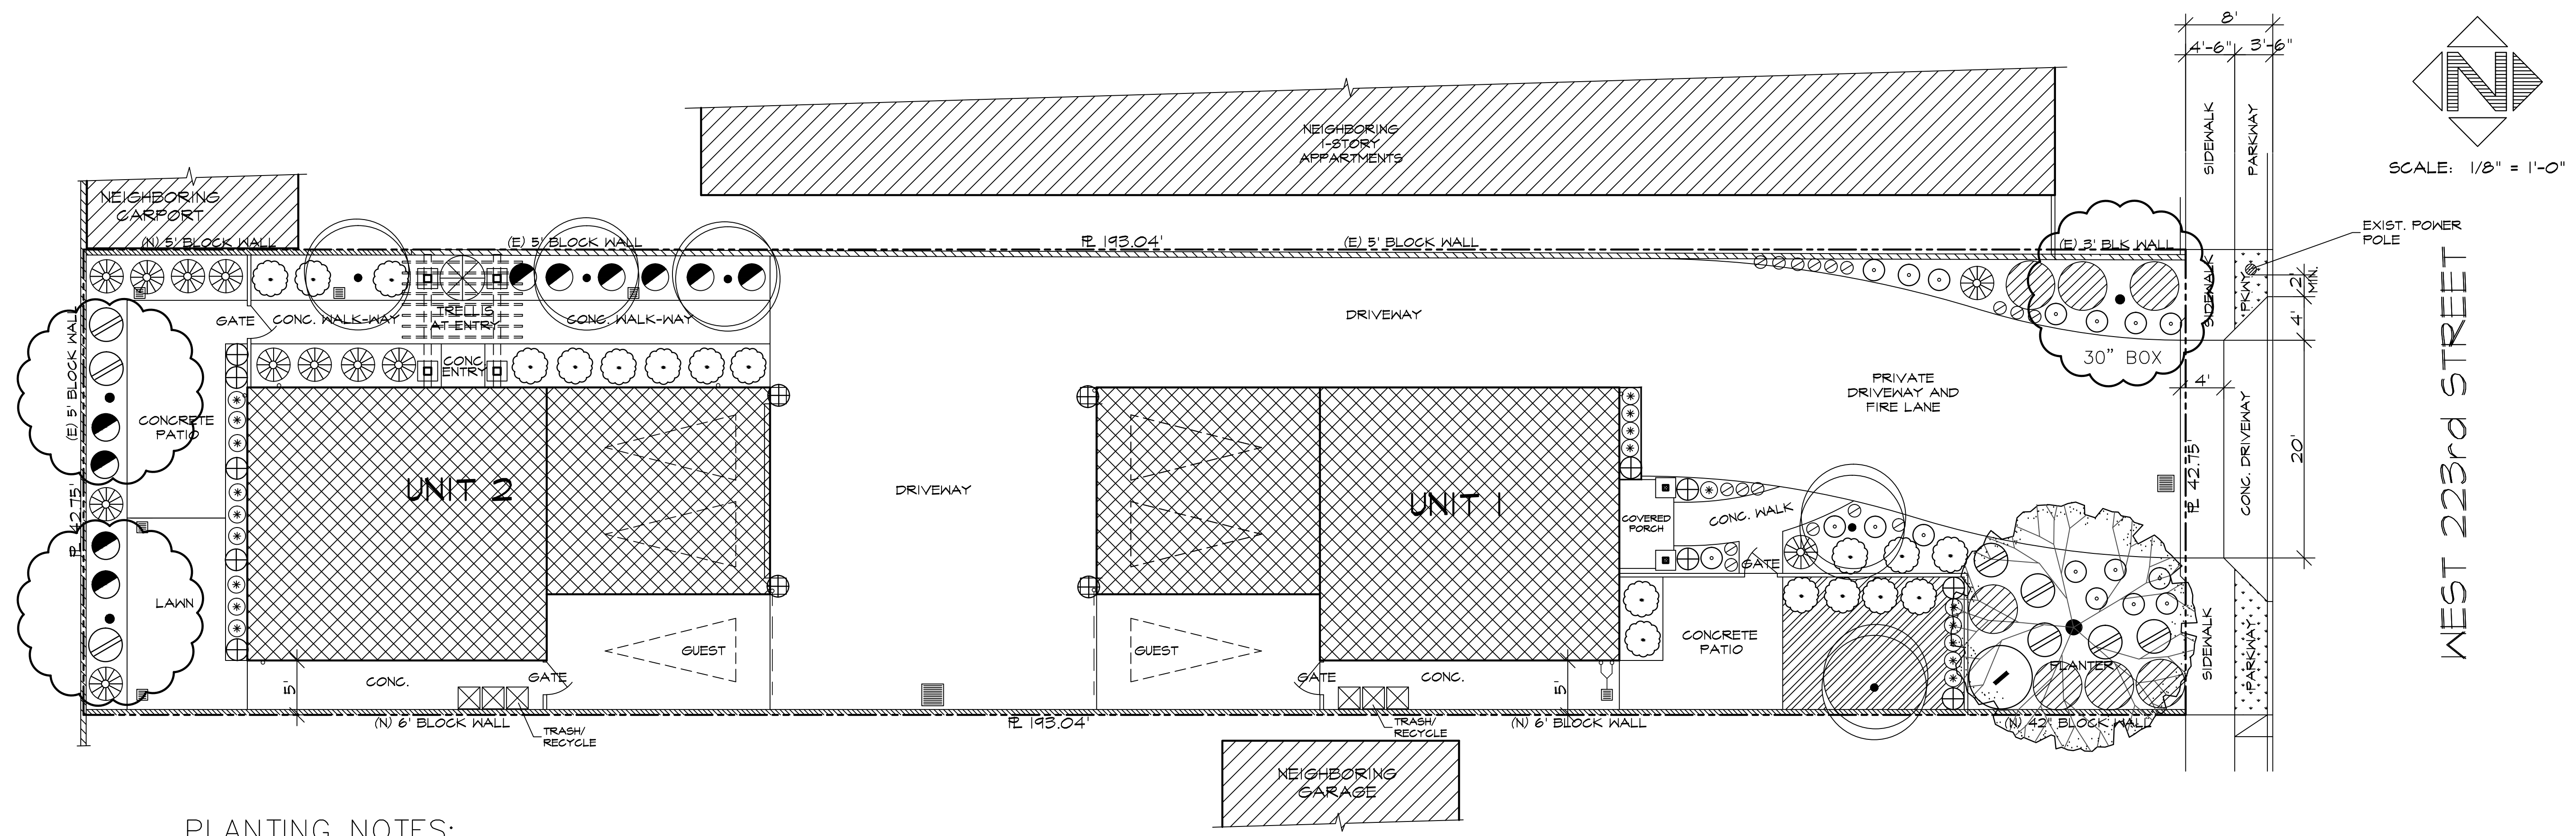 8'
4'-6"
3'-6"
N
SCALE: 1/8" = 1'-0"
SIDEWALK
PARKWAY
NEIGHBORING
1-STORY
APPARTMENTS
NEIGHBORING
CARPORT
EXIST. POWER
POLE
(N) 5' BLOCK WALL
(E) 5' BLOCK WALL
PL 193.04'
(E) 5' BLOCK WALL
(E) 3' BLK WALL
SIDEWALK
PKWY
2'
MIN.
GATE
CONC. WALK-WAY
TRELLIS
AT ENTRY
CONC. WALK-WAY
DRIVEWAY
4'
30" BOX
CONC
ENTRY
PRIVATE
DRIVEWAY AND
FIRE LANE
4'
(E) 5' BLOCK WALL
CONCRETE
PATIO
PL 42.75'
PL 42.75'
CONC. DRIVEWAY
20'
WEST 223rd STREET
UNIT 2
DRIVEWAY
UNIT 1
COVERED
PORCH
CONC. WALK
GATE
LAWN
GUEST
GUEST
CONCRETE
PATIO
PLANTER
SIDEWALK
PARKWAY
5'
CONC.
GATE
GATE
CONC.
5'
(N) 6' BLOCK WALL
PL 193.04'
(N) 6' BLOCK WALL
(N) 42" BLOCK WALL
TRASH/
RECYCLE
TRASH/
RECYCLE
NEIGHBORING
GARAGE
PLANTING NOTES: